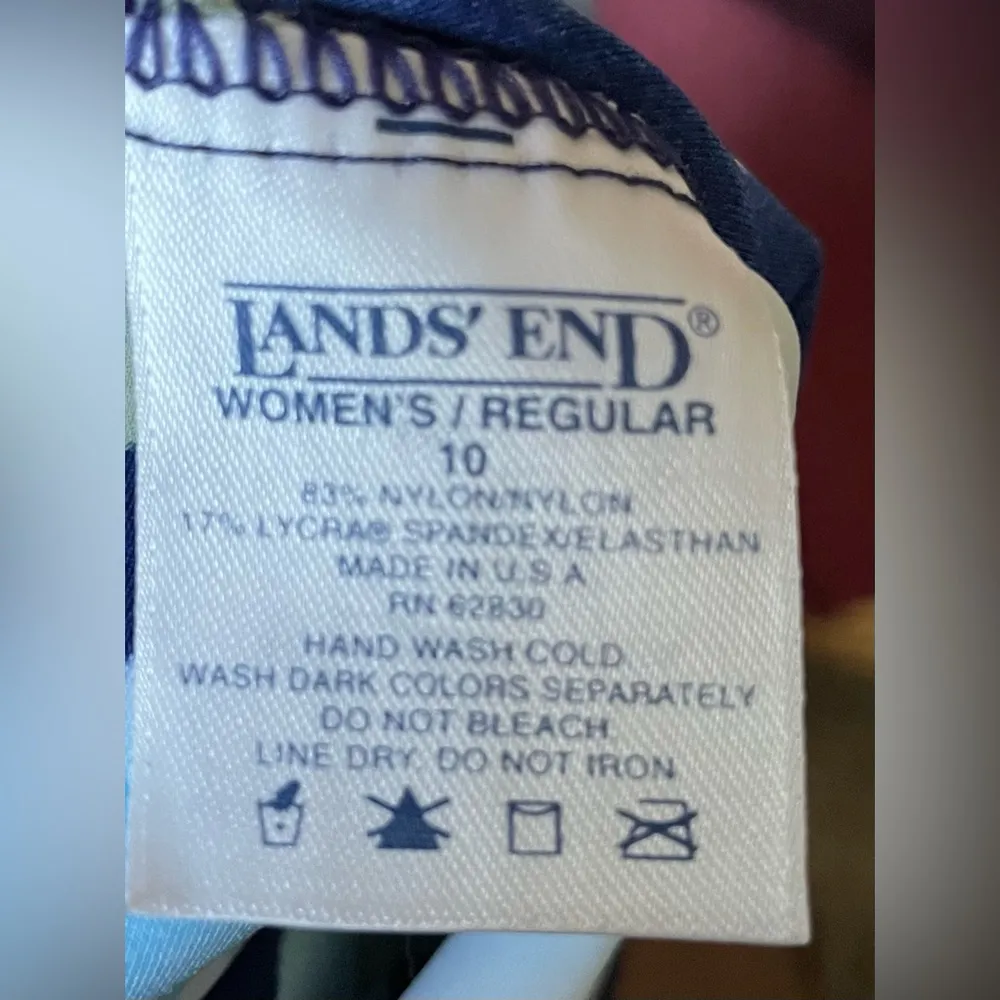 LANDS' END®
WOMEN'S / REGULAR
10
83% NYLON/NYLON
17% LYCRA® SPANDEX/ELASTHAN
MADE IN U.S.A
RN 62830
HAND WASH COLD
WASH DARK COLORS SEPARATELY
DO NOT BLEACH
LINE DRY. DO NOT IRON